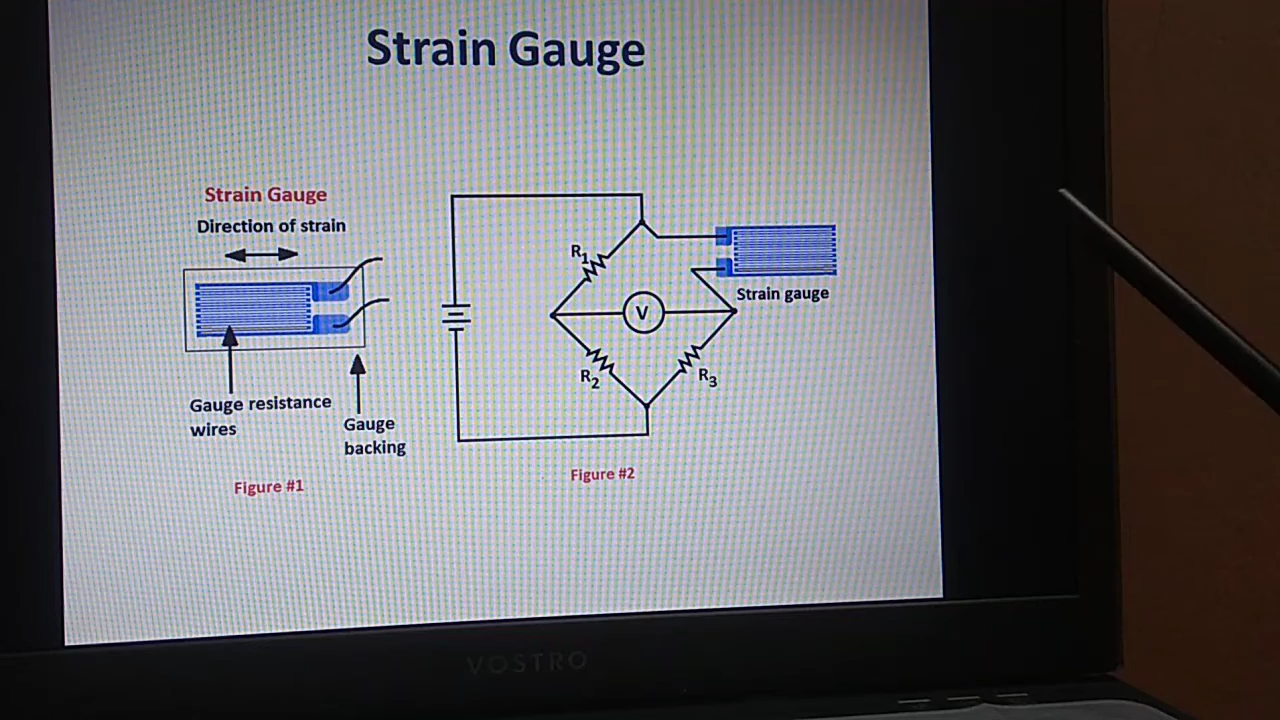 Strain Gauge
Strain Gauge
Direction of strain
Gauge resistance
wires
Gauge
backing
Figure #1
R1
R2
R3
V
Strain gauge
Figure #2
VOSTRO